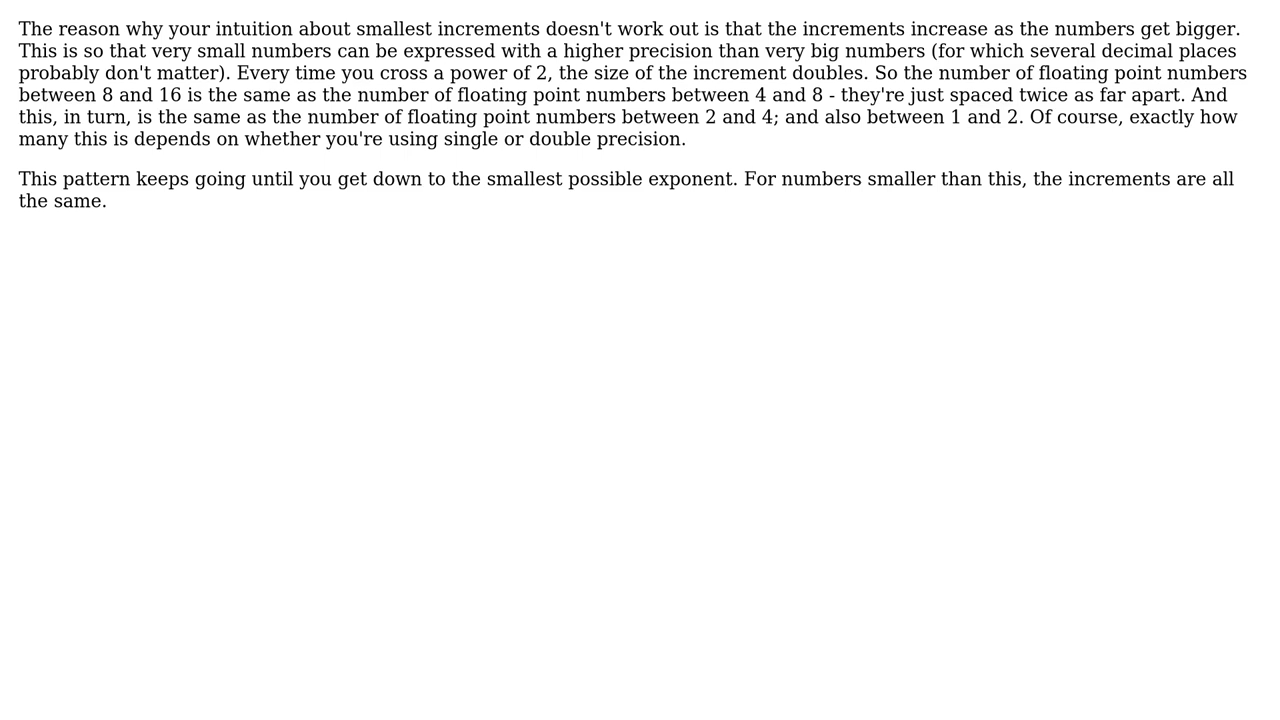 The reason why your intuition about smallest increments doesn't work out is that the increments increase as the numbers get bigger.
This is so that very small numbers can be expressed with a higher precision than very big numbers (for which several decimal places
probably don't matter). Every time you cross a power of 2, the size of the increment doubles. So the number of floating point numbers
between 8 and 16 is the same as the number of floating point numbers between 4 and 8 - they're just spaced twice as far apart. And
this, in turn, is the same as the number of floating point numbers between 2 and 4; and also between 1 and 2. Of course, exactly how
many this is depends on whether you're using single or double precision.
This pattern keeps going until you get down to the smallest possible exponent. For numbers smaller than this, the increments are all
the same.